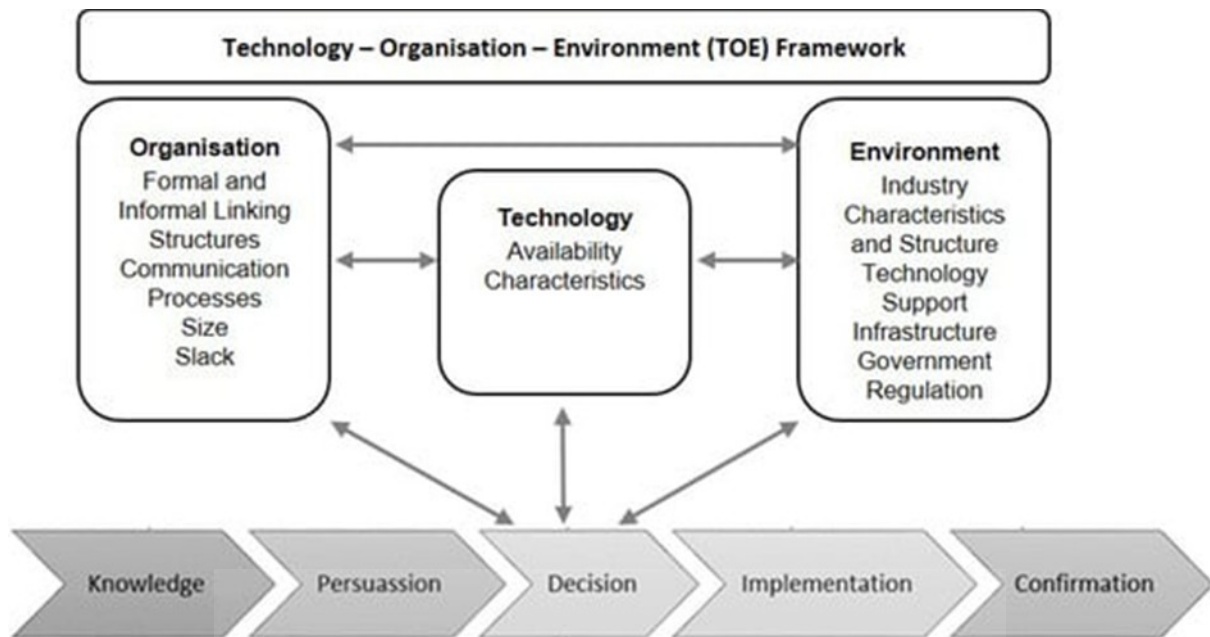 Technology – Organisation – Environment (TOE) Framework
Organisation
Formal and
Informal Linking
Structures
Communication
Processes
Size
Slack
Technology
Availability
Characteristics
Environment
Industry
Characteristics
and Structure
Technology
Support
Infrastructure
Government
Regulation
Knowledge
Persuassion
Decision
Implementation
Confirmation